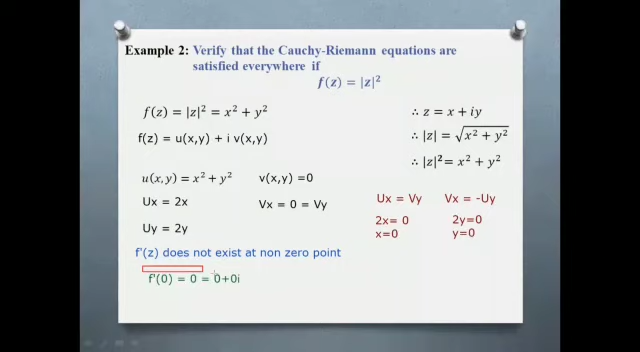 Example 2: Verify that the Cauchy-Riemann equations are
satisfied everywhere if
f(z) = |z|²
f(z) = |z|² = x² + y²
∴ z = x + iy
f(z) = u(x,y) + i v(x,y)
∴ |z| = √(x² + y²)
∴ |z|² = x² + y²
u(x,y) = x² + y²
v(x,y) =0
Ux = 2x
Vx = 0 = Vy
Ux = Vy
Vx = -Uy
2x= 0
2y=0
Uy = 2y
x=0
y=0
f'(z) does not exist at non zero point
f'(0) = 0 = 0+0i